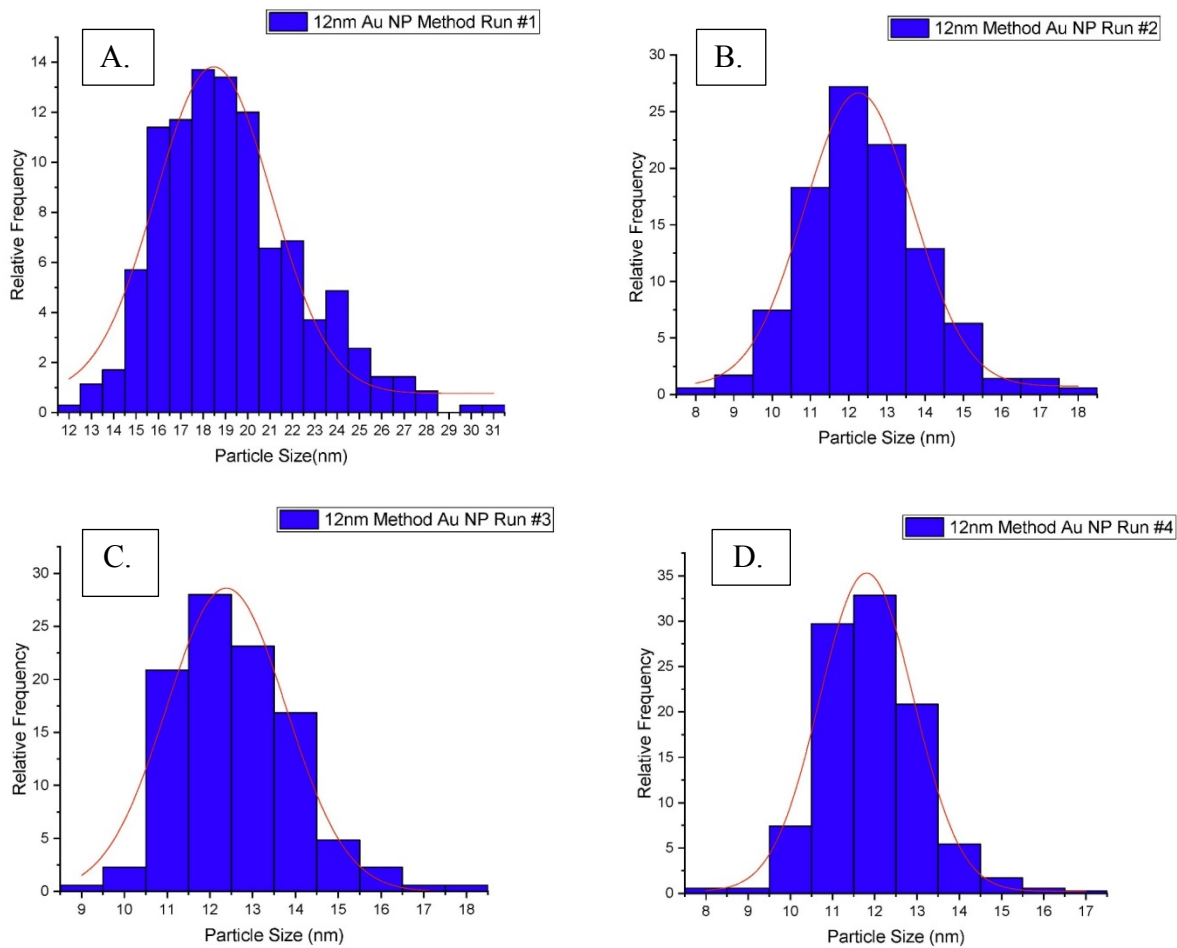 12nm Au NP Method Run #1
A.
14
12
10
8
6
4
2
0
Relative Frequency
12 13 14 15 16 17 18 19 20 21 22 23 24 25 26 27 28 29 30 31
Particle Size(nm)
12nm Method Au NP Run #2
B.
30
25
20
15
10
5
0
Relative Frequency
8 9 10 11 12 13 14 15 16 17 18
Particle Size (nm)
12nm Method Au NP Run #3
C.
30
25
20
15
10
5
0
Relative Frequency
9 10 11 12 13 14 15 16 17 18
Particle Size (nm)
12nm Method Au NP Run #4
D.
35
30
25
20
15
10
5
0
Relative Frequency
8 9 10 11 12 13 14 15 16 17
Particle Size (nm)